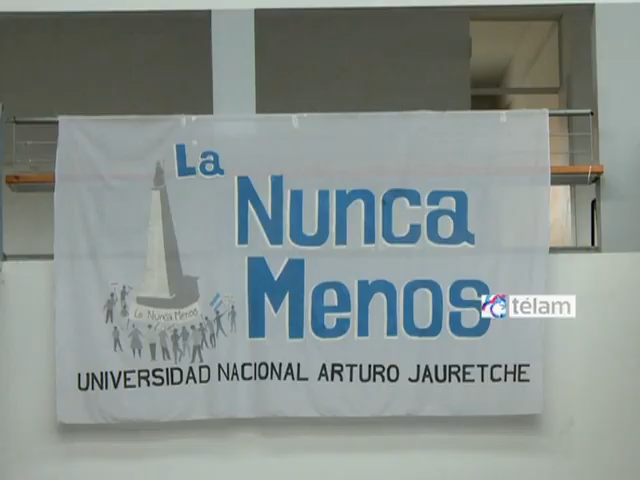 La
Nunca
Menos
La Nunca Menos
télam
UNIVERSIDAD NACIONAL ARTURO JAURETCHE